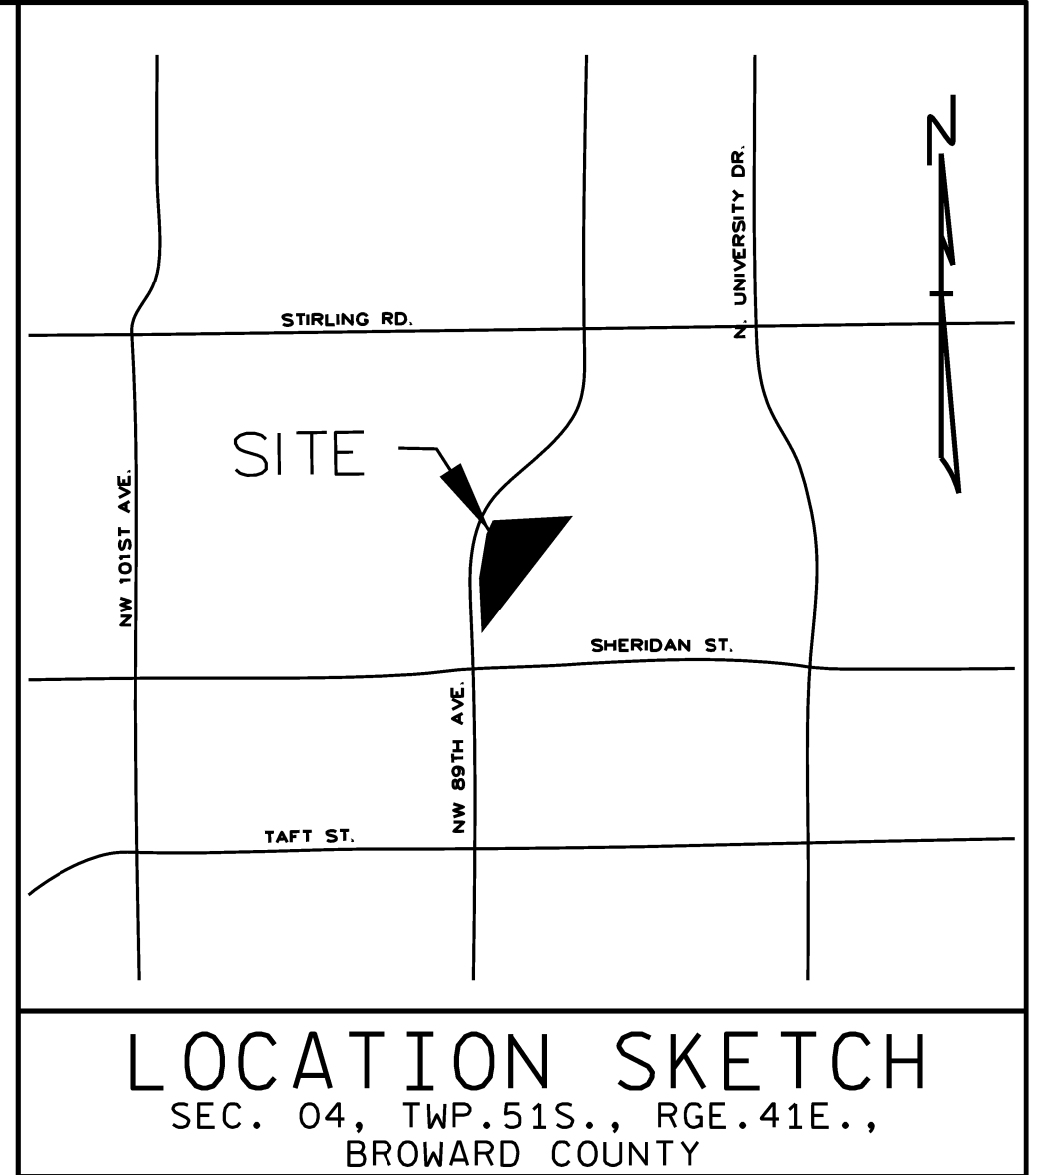 N
N. UNIVERSITY DR.
STIRLING RD.
SITE
NW 101ST AVE.
SHERIDAN ST.
NW 89TH AVE.
TAFT ST.
LOCATION SKETCH
SEC. 04, TWP.51S., RGE.41E.,
BROWARD COUNTY